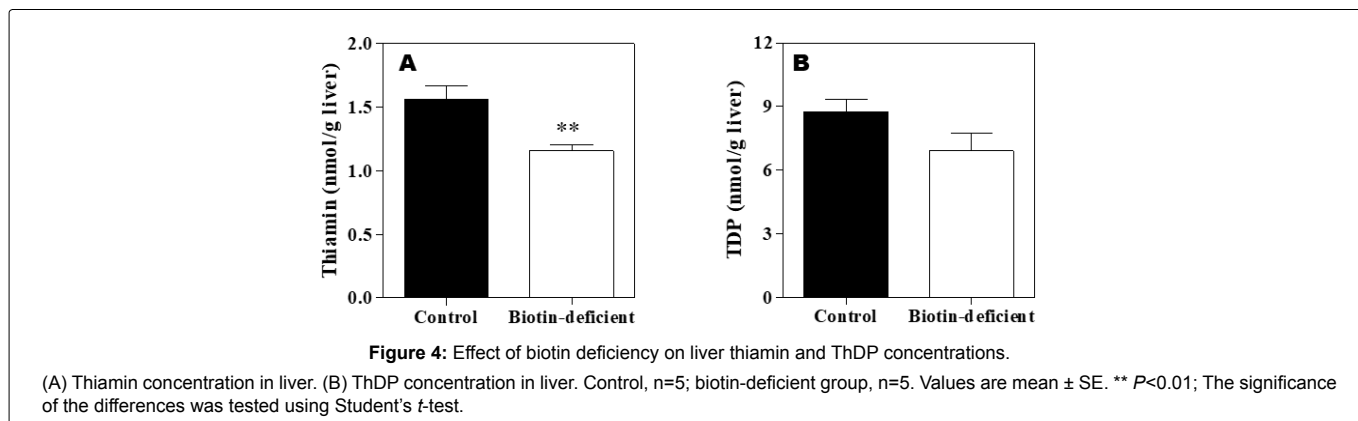 A
Thiamin (nmol/g liver)
2.0
1.5
1.0
0.5
0.0
**
Control
Biotin-deficient
B
TDP (nmol/g liver)
12
9
6
3
0
Control
Biotin-deficient
Figure 4: Effect of biotin deficiency on liver thiamin and ThDP concentrations.
(A) Thiamin concentration in liver. (B) ThDP concentration in liver. Control, n=5; biotin-deficient group, n=5. Values are mean ± SE. ** P<0.01; The significance
of the differences was tested using Student's t-test.